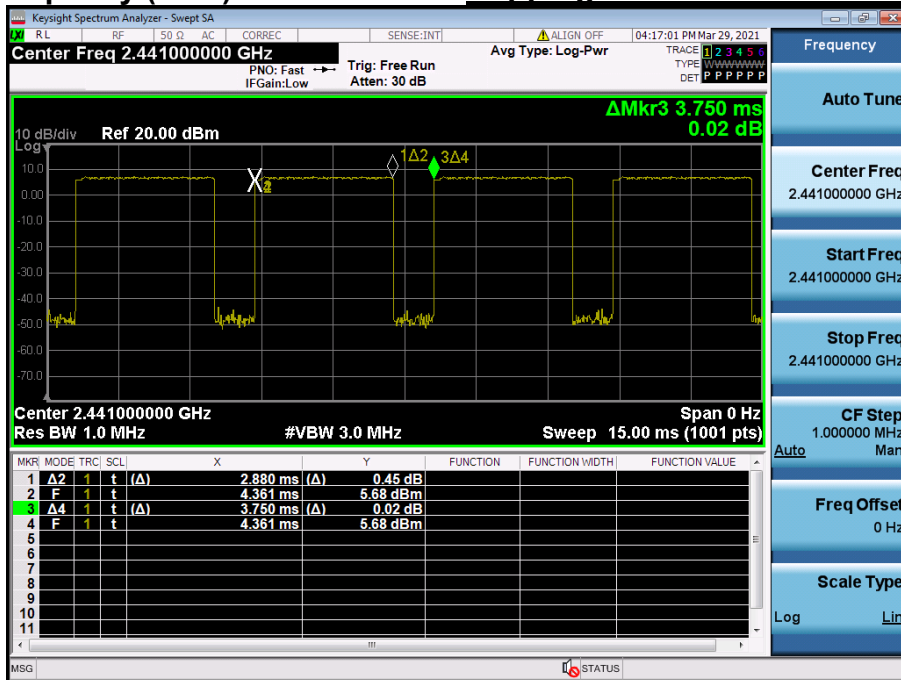 Keysight Spectrum Analyzer - Swept SA
LXI RL RF 50 Ω AC CORREC SENSE:INT ⚠ALIGN OFF 04:17:01 PM Mar 29, 2021
Center Freq 2.441000000 GHz
PNO: Fast
IFGain:Low
Trig: Free Run
Atten: 30 dB
Avg Type: Log-Pwr
TRACE 1 2 3 4 5 6
TYPE WWWWWW
DET P P P P P P
ΔMkr3 3.750 ms
0.02 dB
10 dB/div Ref 20.00 dBm
Log
10.0
0.00
-10.0
-20.0
-30.0
-40.0
-50.0
-60.0
-70.0
1Δ2 3Δ4
X2
Center 2.441000000 GHz Span 0 Hz
Res BW 1.0 MHz #VBW 3.0 MHz Sweep 15.00 ms (1001 pts)
MKR MODE TRC SCL X Y FUNCTION FUNCTION WIDTH FUNCTION VALUE
1 Δ2 1 t (Δ) 2.880 ms (Δ) 0.45 dB
2 F 1 t 4.361 ms 5.68 dBm
3 Δ4 1 t (Δ) 3.750 ms (Δ) 0.02 dB
4 F 1 t 4.361 ms 5.68 dBm
5
6
7
8
9
10
11
MSG STATUS
Frequency
Auto Tune
Center Freq
2.441000000 GHz
Start Freq
2.441000000 GHz
Stop Freq
2.441000000 GHz
CF Step
1.000000 MHz
Auto Man
Freq Offset
0 Hz
Scale Type
Log Lin